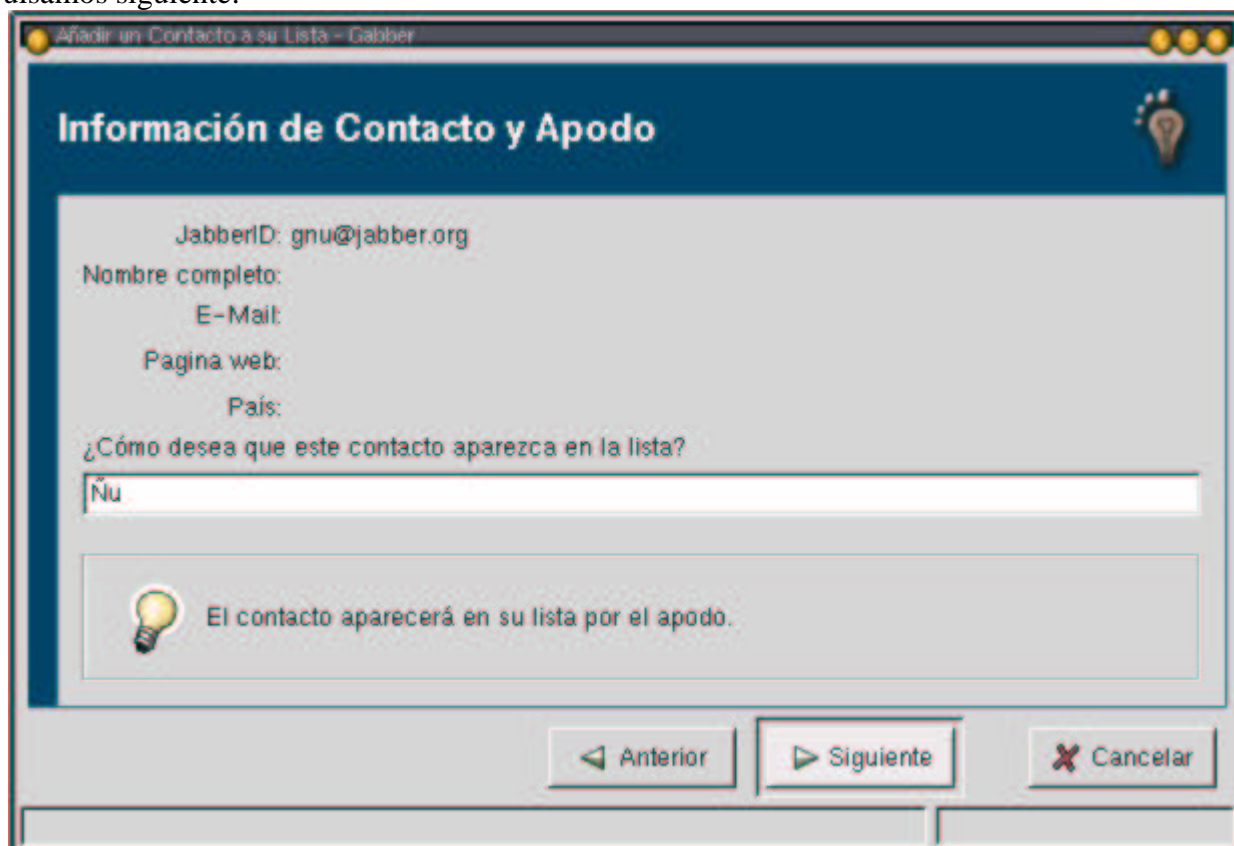 siguiente.
Añadir un Contacto a su Lista - Gabber
Información de Contacto y Apodo
JabberID: gnu@jabber.org
Nombre completo:
E-Mail:
Pagina web:
País:
¿Cómo desea que este contacto aparezca en la lista?
Ñu
El contacto aparecerá en su lista por el apodo.
Anterior
Siguiente
Cancelar